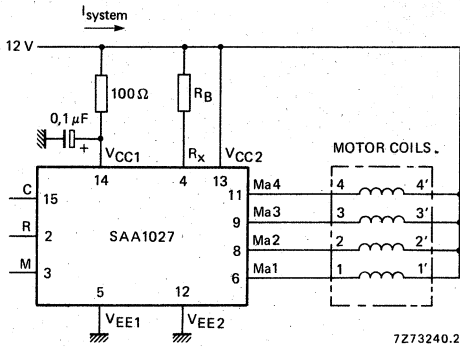 I system
12 V
100Ω
R B
0,1 μF
+
V CC1
R X
V CC2
MOTOR COILS.
14
4
13
C
15
R
2
M
3
SAA1027
11
Ma4
4
4'
9
Ma3
3
3'
8
Ma2
2
2'
6
Ma1
1
1'
5
12
V EE1
V EE2
7Z73240.2